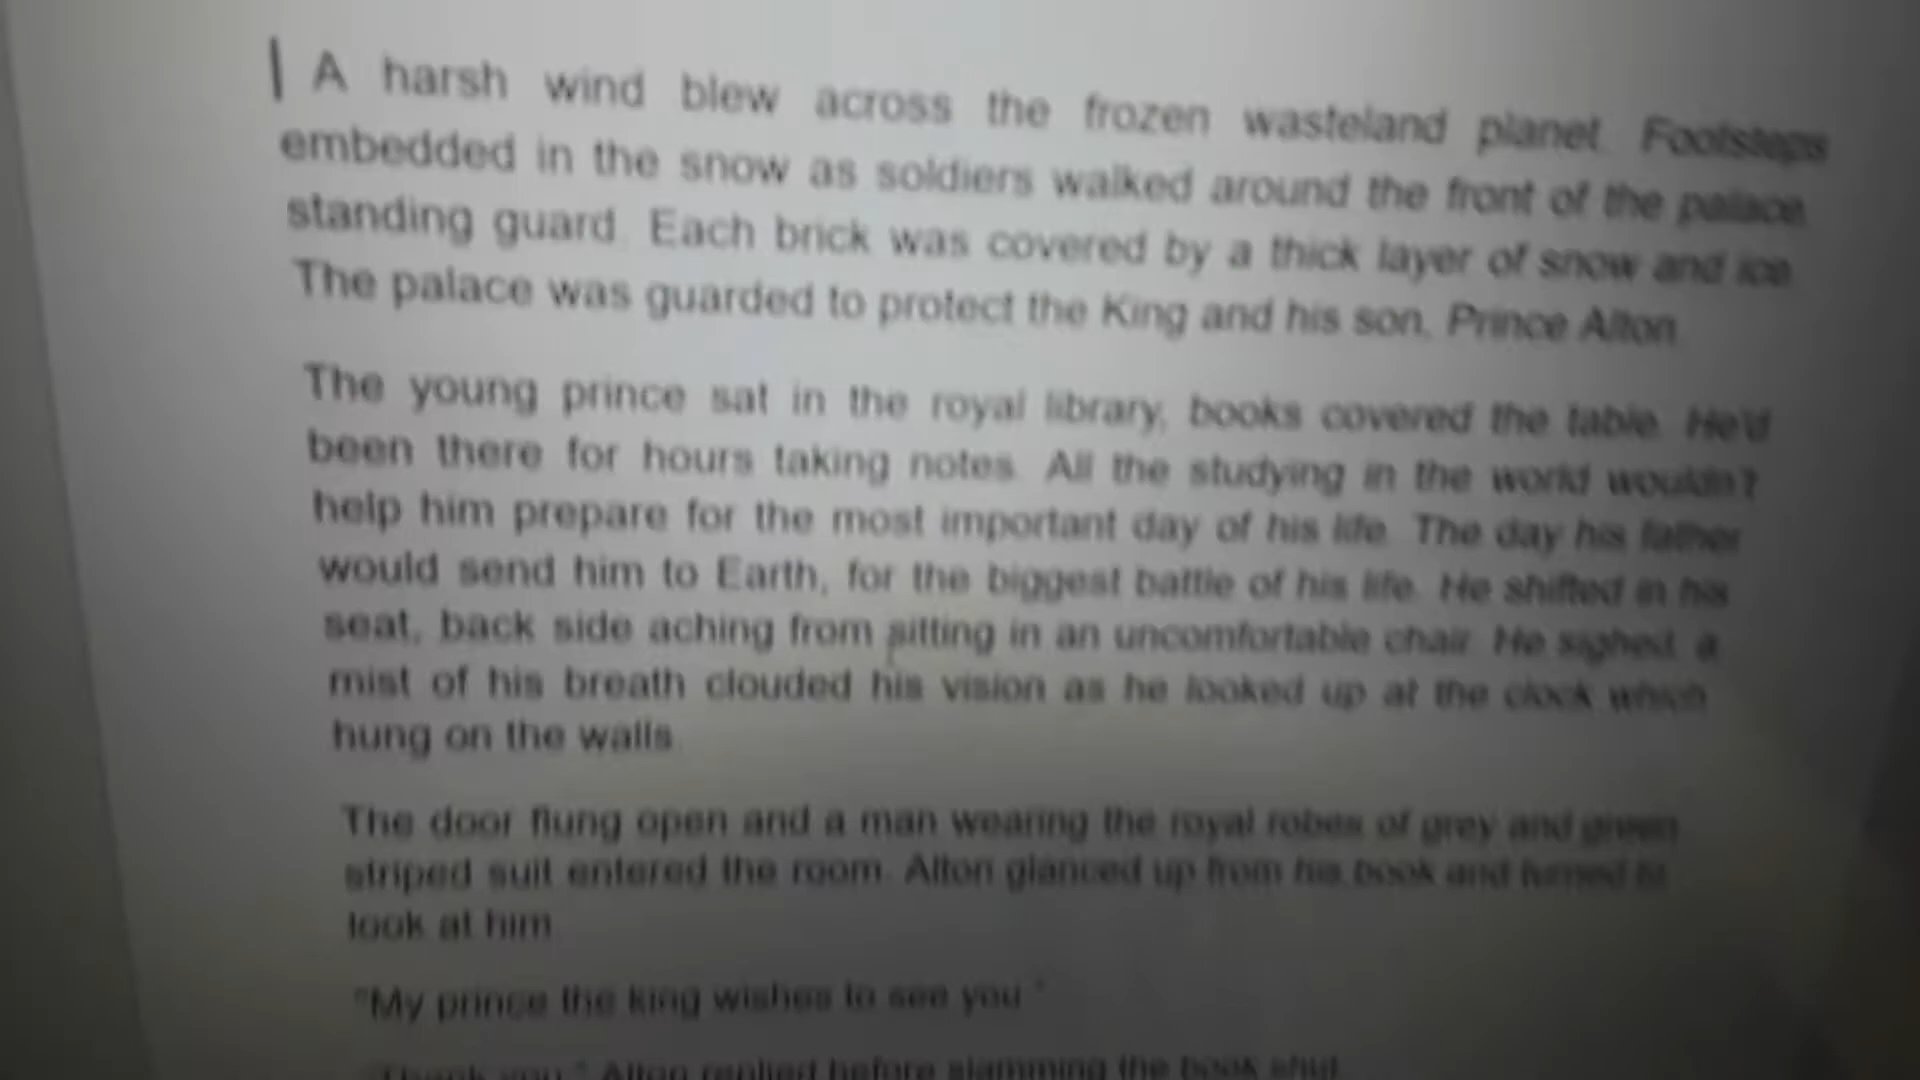 A harsh wind blew across the frozen wasteland planet. Footsteps
embedded in the snow as soldiers walked around the front of the palace
standing guard. Each brick was covered by a thick layer of snow and ice.
The palace was guarded to protect the King and his son, Prince Alton.
The young prince sat in the royal library, books covered the table. He'd
been there for hours taking notes. All the studying in the world wouldn't
help him prepare for the most important day of his life. The day his father
would send him to Earth, for the biggest battle of his life. He shifted in his
seat, back side aching from sitting in an uncomfortable chair. He sighed, a
mist of his breath clouded his vision as he looked up at the clock which
hung on the walls.
The door flung open and a man wearing the royal robes of grey and green
striped suit entered the room. Alton glanced up from his book and turned to
look at him.
"My prince the king wishes to see you."
"Thank you." Alton replied before slamming the book shut.